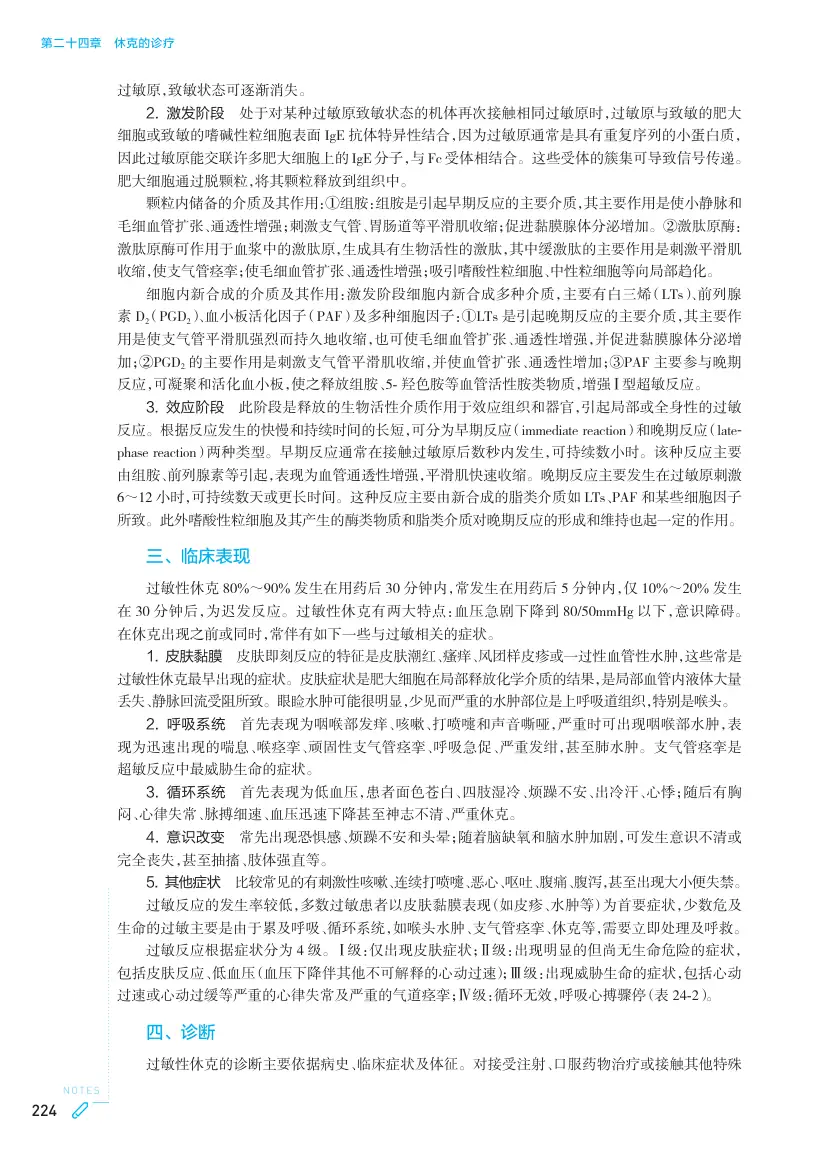 第二十四章　休克的诊疗
过敏原,致敏状态可逐渐消失。
2. 激发阶段　处于对某种过敏原致敏状态的机体再次接触相同过敏原时,过敏原与致敏的肥大
细胞或致敏的嗜碱性粒细胞表面 IgE 抗体特异性结合,因为过敏原通常是具有重复序列的小蛋白质,
因此过敏原能交联许多肥大细胞上的 IgE 分子,与 Fc 受体相结合。这些受体的簇集可导致信号传递。
肥大细胞通过脱颗粒,将其颗粒释放到组织中。
颗粒内储备的介质及其作用:①组胺:组胺是引起早期反应的主要介质,其主要作用是使小静脉和
毛细血管扩张、通透性增强;刺激支气管、胃肠道等平滑肌收缩;促进黏膜腺体分泌增加。②激肽原酶:
激肽原酶可作用于血浆中的激肽原,生成具有生物活性的激肽,其中缓激肽的主要作用是刺激平滑肌
收缩,使支气管痉挛;使毛细血管扩张、通透性增强;吸引嗜酸性粒细胞、中性粒细胞等向局部趋化。
细胞内新合成的介质及其作用:激发阶段细胞内新合成多种介质,主要有白三烯(LTs)、前列腺
素 D₂(PGD₂)、血小板活化因子(PAF)及多种细胞因子:①LTs 是引起晚期反应的主要介质,其主要作
用是使支气管平滑肌强烈而持久地收缩,也可使毛细血管扩张、通透性增强,并促进黏膜腺体分泌增
加;②PGD₂ 的主要作用是刺激支气管平滑肌收缩,并使血管扩张、通透性增加;③PAF 主要参与晚期
反应,可凝聚和活化血小板,使之释放组胺、5- 羟色胺等血管活性胺类物质,增强Ⅰ型超敏反应。
3. 效应阶段　此阶段是释放的生物活性介质作用于效应组织和器官,引起局部或全身性的过敏
反应。根据反应发生的快慢和持续时间的长短,可分为早期反应(immediate reaction)和晚期反应(late-
phase reaction)两种类型。早期反应通常在接触过敏原后数秒内发生,可持续数小时。该种反应主要
由组胺、前列腺素等引起,表现为血管通透性增强,平滑肌快速收缩。晚期反应主要发生在过敏原刺激
6～12 小时,可持续数天或更长时间。这种反应主要由新合成的脂类介质如 LTs、PAF 和某些细胞因子
所致。此外嗜酸性粒细胞及其产生的酶类物质和脂类介质对晚期反应的形成和维持也起一定的作用。
三、临床表现
过敏性休克 80%～90% 发生在用药后 30 分钟内,常发生在用药后 5 分钟内,仅 10%～20% 发生
在 30 分钟后,为迟发反应。过敏性休克有两大特点:血压急剧下降到 80/50mmHg 以下,意识障碍。
在休克出现之前或同时,常伴有如下一些与过敏相关的症状。
1. 皮肤黏膜　皮肤即刻反应的特征是皮肤潮红、瘙痒、风团样皮疹或一过性血管性水肿,这些常是
过敏性休克最早出现的症状。皮肤症状是肥大细胞在局部释放化学介质的结果,是局部血管内液体大量
丢失、静脉回流受阻所致。眼睑水肿可能很明显,少见而严重的水肿部位是上呼吸道组织,特别是喉头。
2. 呼吸系统　首先表现为咽喉部发痒、咳嗽、打喷嚏和声音嘶哑,严重时可出现咽喉部水肿,表
现为迅速出现的喘息、喉痉挛、顽固性支气管痉挛、呼吸急促、严重发绀,甚至肺水肿。支气管痉挛是
超敏反应中最威胁生命的症状。
3. 循环系统　首先表现为低血压,患者面色苍白、四肢湿冷、烦躁不安、出冷汗、心悸;随后有胸
闷、心律失常、脉搏细速、血压迅速下降甚至神志不清、严重休克。
4. 意识改变　常先出现恐惧感、烦躁不安和头晕;随着脑缺氧和脑水肿加剧,可发生意识不清或
完全丧失,甚至抽搐、肢体强直等。
5. 其他症状　比较常见的有刺激性咳嗽、连续打喷嚏、恶心、呕吐、腹痛、腹泻,甚至出现大小便失禁。
过敏反应的发生率较低,多数过敏患者以皮肤黏膜表现(如皮疹、水肿等)为首要症状,少数危及
生命的过敏主要是由于累及呼吸、循环系统,如喉头水肿、支气管痉挛、休克等,需要立即处理及呼救。
过敏反应根据症状分为 4 级。Ⅰ级:仅出现皮肤症状;Ⅱ级:出现明显的但尚无生命危险的症状,
包括皮肤反应、低血压(血压下降伴其他不可解释的心动过速);Ⅲ级:出现威胁生命的症状,包括心动
过速或心动过缓等严重的心律失常及严重的气道痉挛;Ⅳ级:循环无效,呼吸心搏骤停(表 24-2)。
四、诊断
过敏性休克的诊断主要依据病史、临床症状及体征。对接受注射、口服药物治疗或接触其他特殊
NOTES
224